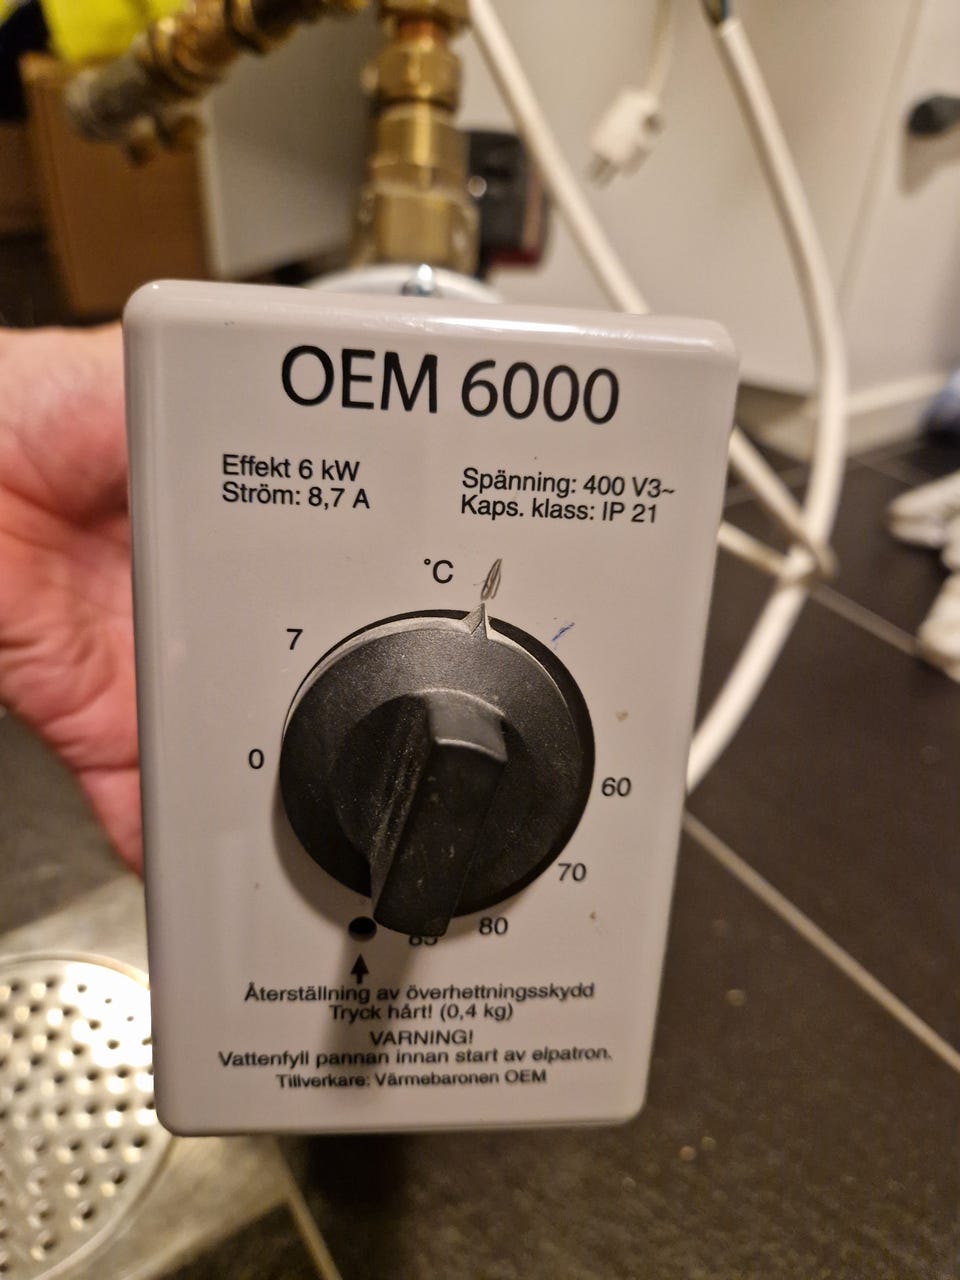 OEM 6000
Effekt 6 kW
Ström: 8,7 A
Spänning: 400 V3~
Kaps. klass: IP 21
°C
7
0
60
70
80
85
Återställning av överhettningsskydd
Tryck hårt! (0,4 kg)
VARNING!
Vattenfyll pannan innan start av elpatron.
Tillverkare: Värmebaronen OEM